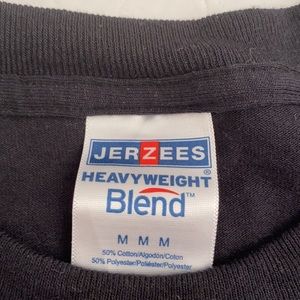 JERZEES
HEAVYWEIGHT®
Blend™
M M M
50% Cotton/Algodón/Coton
50% Polyester/Poliéster/Polyester